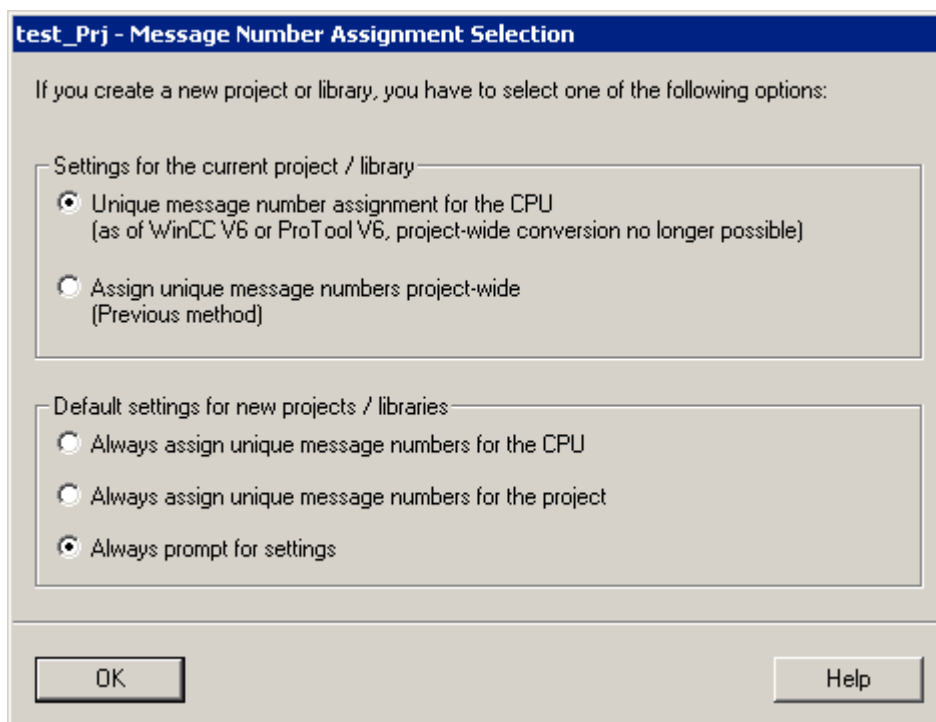 test_Prj - Message Number Assignment Selection
If you create a new project or library, you have to select one of the following options:
Settings for the current project / library
Unique message number assignment for the CPU
(as of WinCC V6 or ProTool V6, project-wide conversion no longer possible)
Assign unique message numbers project-wide
(Previous method)
Default settings for new projects / libraries
Always assign unique message numbers for the CPU
Always assign unique message numbers for the project
Always prompt for settings
OK
Help